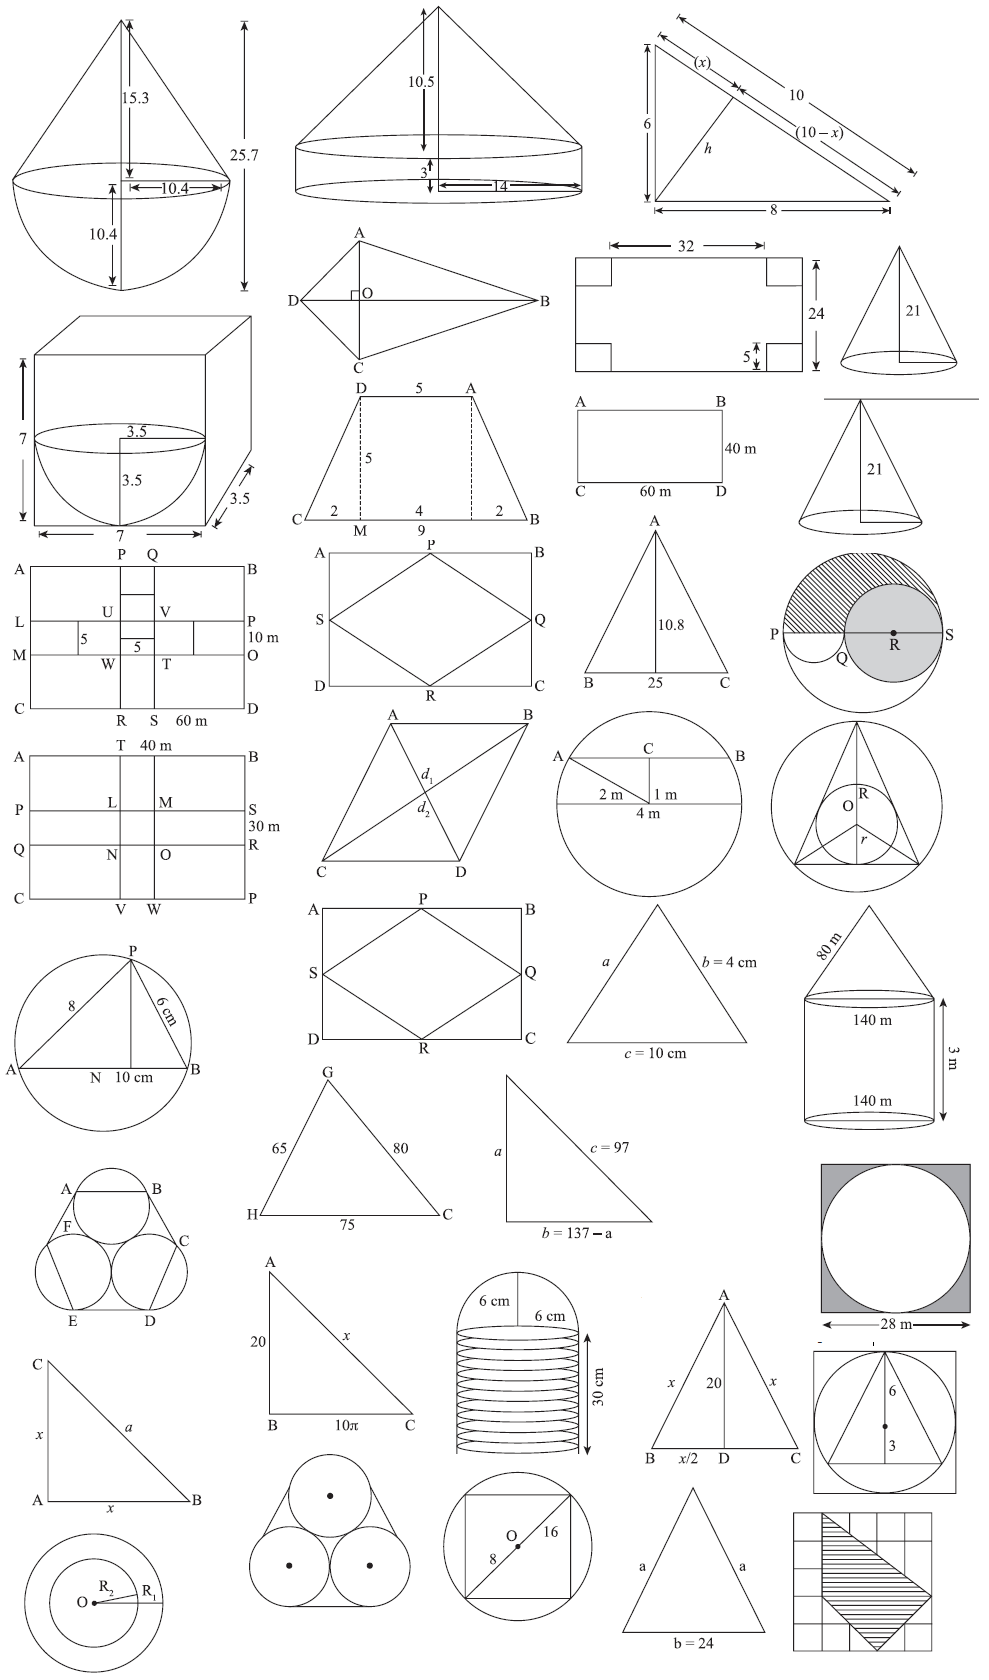 15.3
25.7
10.4
10.4
10.5
3
14
(x)
10
6
(10 – x)
h
8
A
D
O
B
C
32
24
5
21
7
3.5
3.5
3.5
7
D 5 A
5
C 2 4 2 B
M 9
A B
40 m
C 60 m D
21
P Q
A B
U V
L P
5 10 m
5
M O
W T
C D
R S 60 m
A P B
S Q
D R C
A
10.8
B 25 C
P S
Q R
T 40 m
A B
L M
P S
30 m
Q R
N O
C P
V W
A B
d1
d2
C D
A C B
2 m 1 m
4 m
R
O
r
P
8 6 cm
A B
N 10 cm
A P B
S Q
D R C
a b = 4 cm
c = 10 cm
80 m
140 m
3 m
140 m
G
65 80
H C
75
a c = 97
b = 137 – a
A B
F
C
E D
28 m
A
20 x
B C
10π
6 cm
6 cm
30 cm
A
x 20 x
B x/2 D C
6
3
C
x a
A B
x
R2 R1
O
O 16
8
a a
b = 24